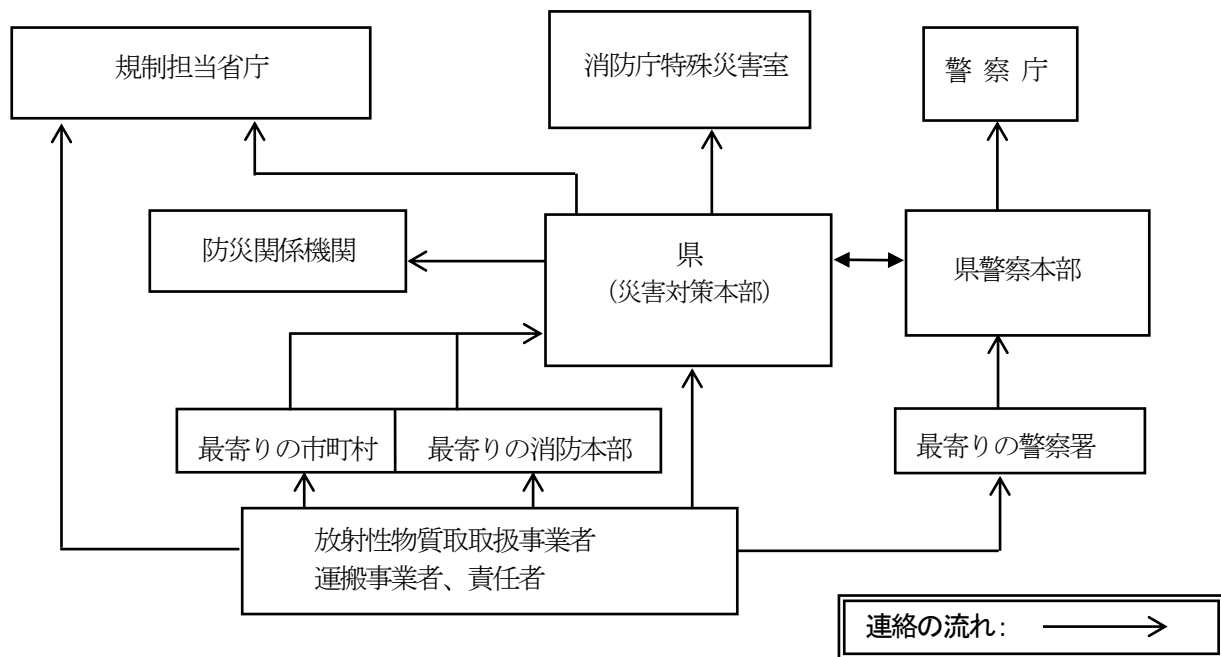 規制担当省庁
消防庁特殊災害室
警 察 庁
防災関係機関
県
（災害対策本部）
県警察本部
最寄りの市町村
最寄りの消防本部
最寄りの警察署
放射性物質取取扱事業者
運搬事業者、責任者
連絡の流れ：